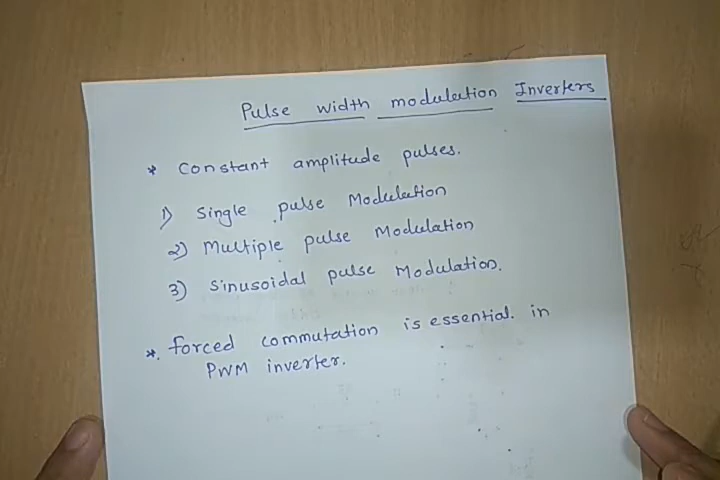 Pulse width modulation Inverters
* Constant amplitude pulses.
1) Single pulse Modulation
2) Multiple pulse Modulation
3) Sinusoidal pulse Modulation.
*. forced commutation is essential. in
PWM inverter.